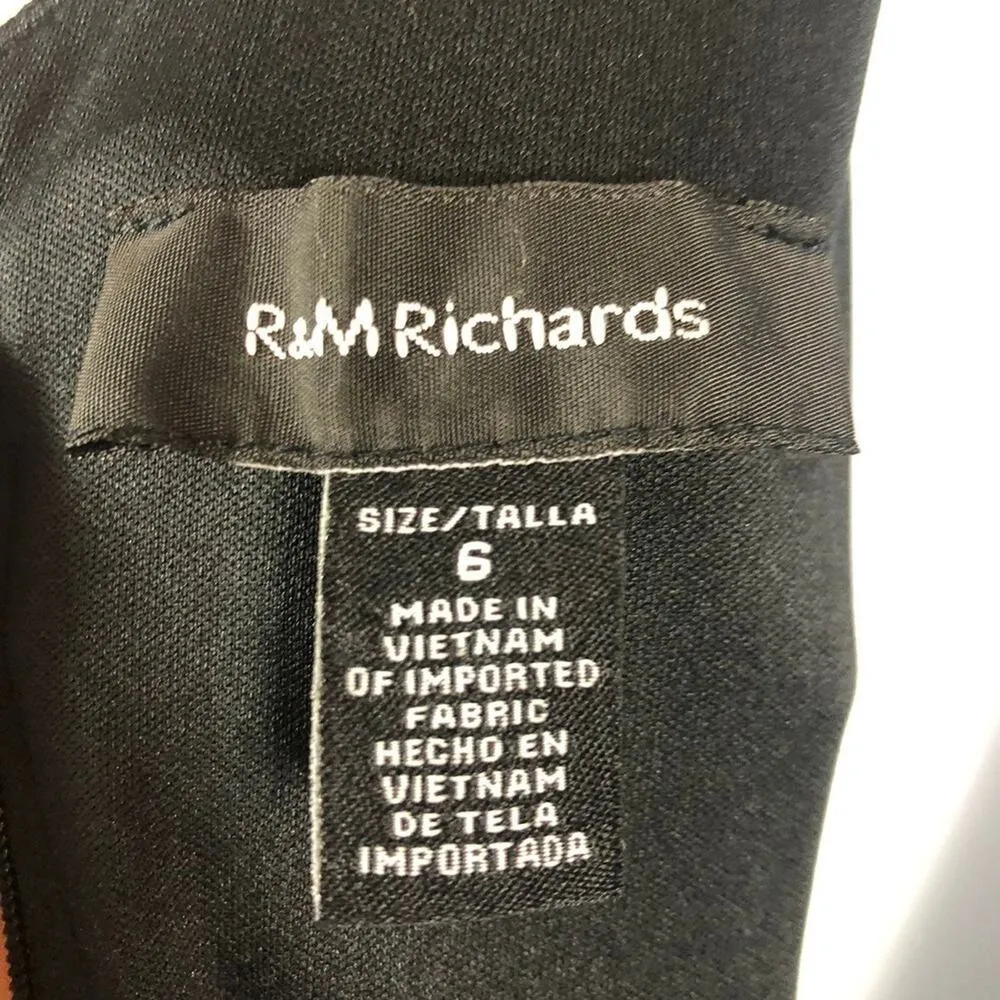 R&M Richards
SIZE/TALLA
6
MADE IN
VIETNAM
OF IMPORTED
FABRIC
HECHO EN
VIETNAM
DE TELA
IMPORTADA